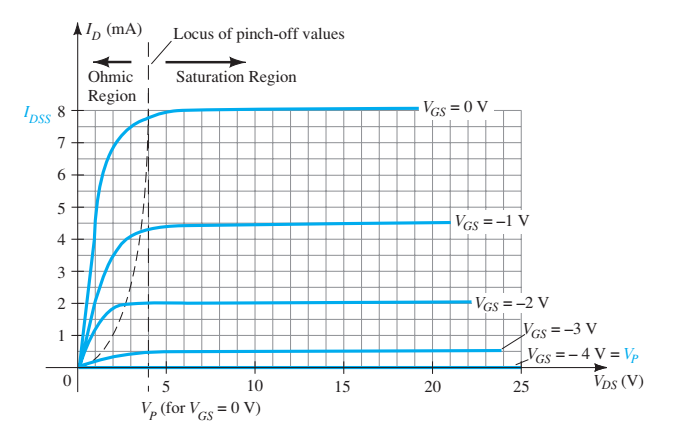 I_D (mA)
Locus of pinch-off values
Ohmic
Region
Saturation Region
I_DSS 8
V_GS = 0 V
7
6
5
V_GS = –1 V
4
3
2
V_GS = –2 V
V_GS = –3 V
1
V_GS = – 4 V = V_P
0
5
10
15
20
25
V_DS (V)
V_P (for V_GS = 0 V)